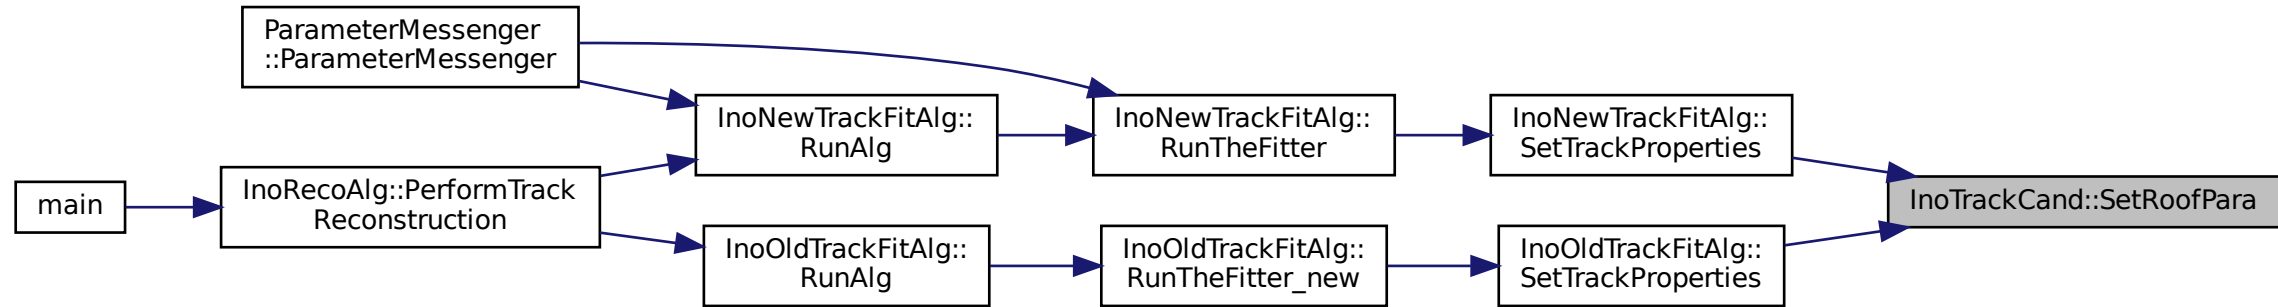 main
ParameterMessenger
::ParameterMessenger
InoRecoAlg::PerformTrack
Reconstruction
InoNewTrackFitAlg::
RunAlg
InoOldTrackFitAlg::
RunAlg
InoNewTrackFitAlg::
RunTheFitter
InoOldTrackFitAlg::
RunTheFitter_new
InoNewTrackFitAlg::
SetTrackProperties
InoOldTrackFitAlg::
SetTrackProperties
InoTrackCand::SetRoofPara